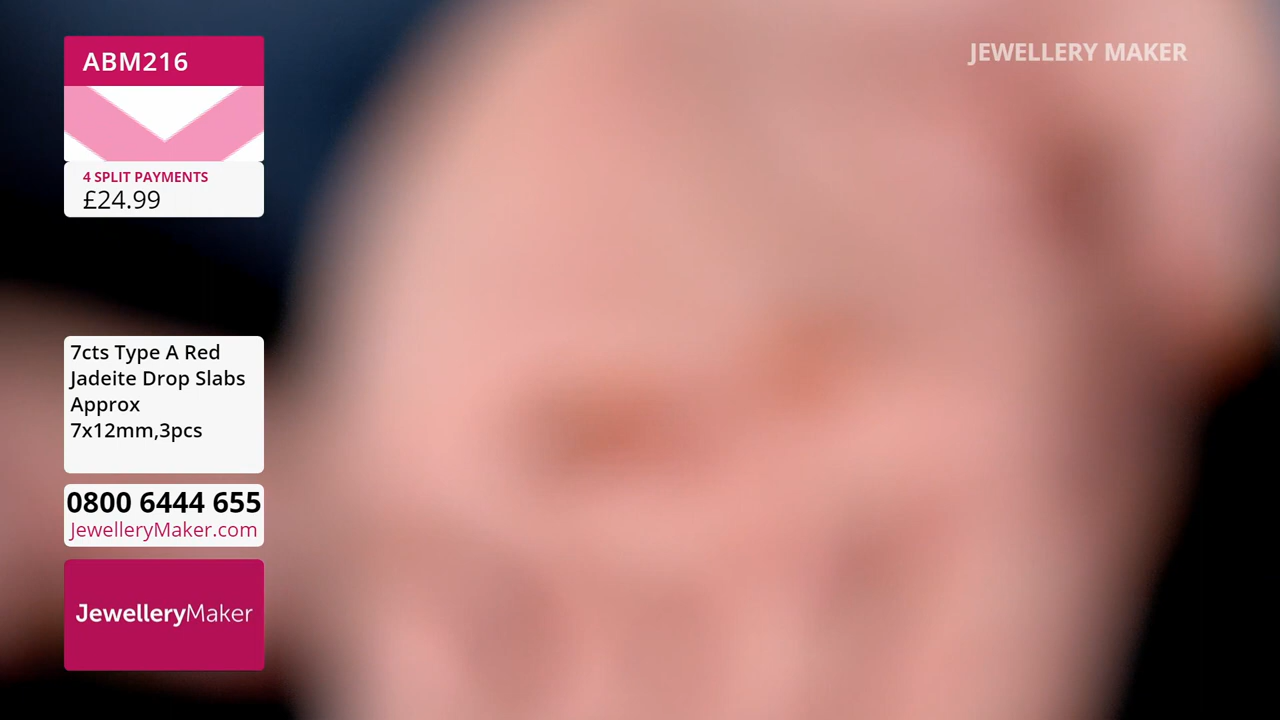 ABM216
4 SPLIT PAYMENTS
£24.99
7cts Type A Red
Jadeite Drop Slabs
Approx
7x12mm,3pcs
0800 6444 655
JewelleryMaker.com
JewelleryMaker
JEWELLERY MAKER